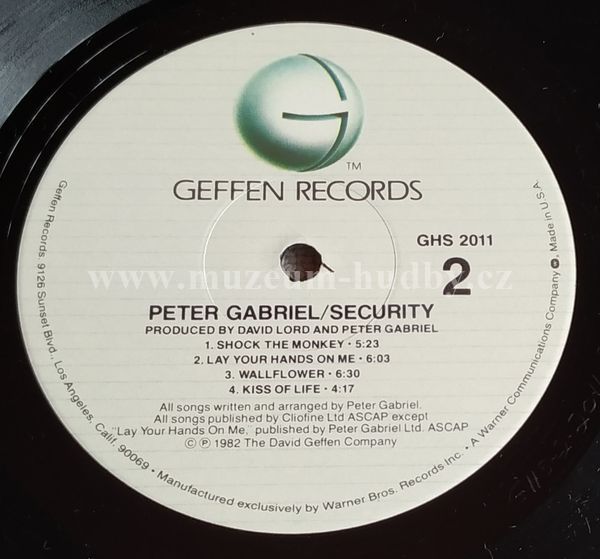 G
TM
GEFFEN RECORDS
GHS 2011
2
www.muzeum-hudby.cz
PETER GABRIEL/SECURITY
PRODUCED BY DAVID LORD AND PETER GABRIEL
1. SHOCK THE MONKEY • 5:23
2. LAY YOUR HANDS ON ME • 6:03
3. WALLFLOWER • 6:30
4. KISS OF LIFE • 4:17
All songs written and arranged by Peter Gabriel.
All songs published by Cliofine Ltd ASCAP except
"Lay Your Hands On Me," published by Peter Gabriel Ltd. ASCAP
© ℗ 1982 The David Geffen Company
Geffen Records, 9126 Sunset Blvd., Los Angeles, Calif. 90069 • Manufactured exclusively by Warner Bros. Records Inc. • A Warner Communications Company • Made in U.S.A.